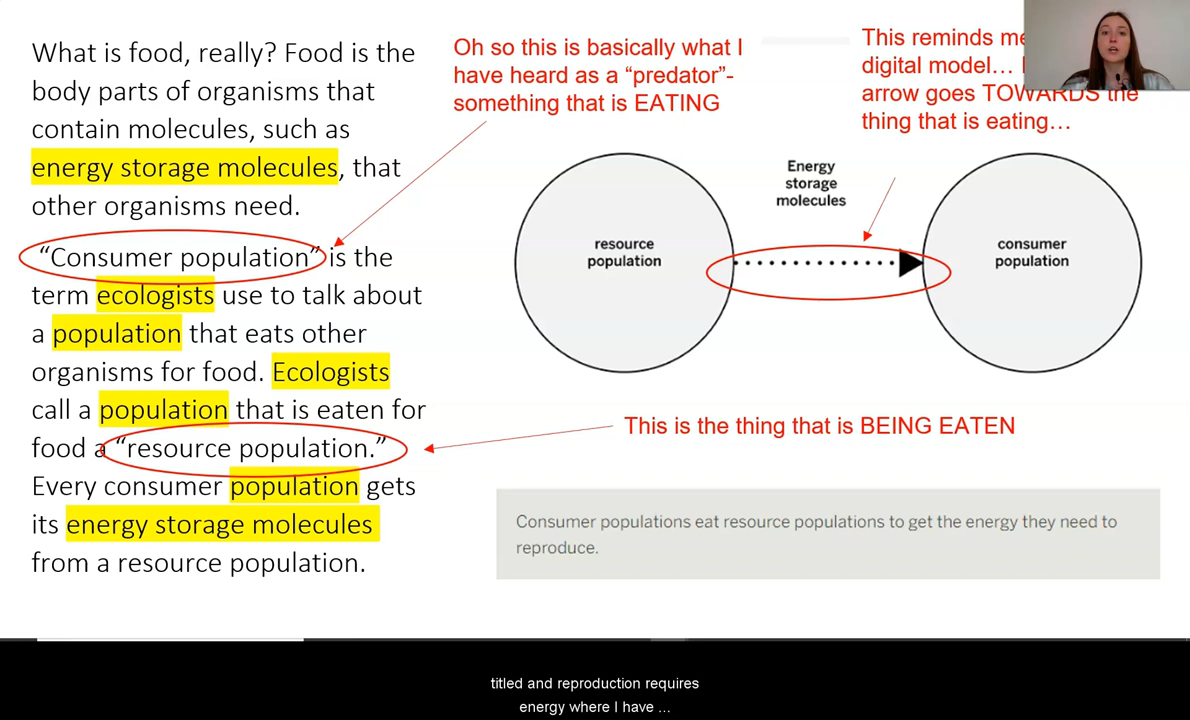 What is food, really? Food is the
body parts of organisms that
contain molecules, such as
energy storage molecules, that
other organisms need.
“Consumer population” is the
term ecologists use to talk about
a population that eats other
organisms for food. Ecologists
call a population that is eaten for
food a “resource population.”
Every consumer population gets
its energy storage molecules
from a resource population.
Oh so this is basically what I
have heard as a “predator”-
something that is EATING
This reminds me
digital model…
arrow goes TOWARDS the
thing that is eating…
Energy
storage
molecules
resource
population
consumer
population
This is the thing that is BEING EATEN
Consumer populations eat resource populations to get the energy they need to
reproduce.
titled and reproduction requires
energy where I have ...